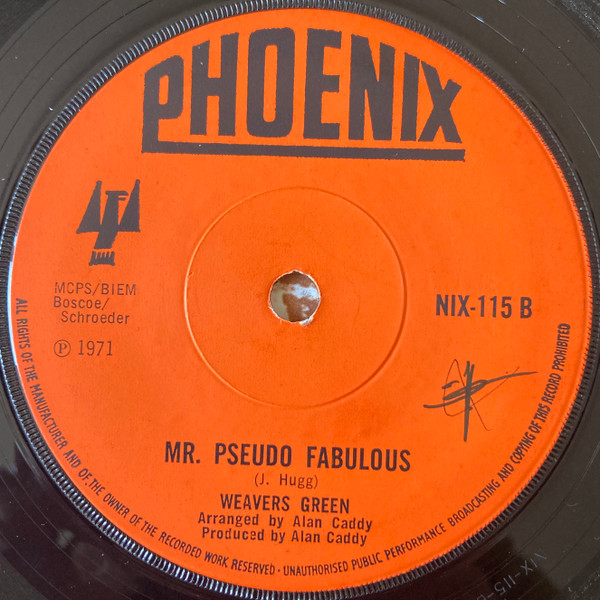 PHOENIX
MCPS/BIEM
Boscoe/
Schroeder
Ⓟ 1971
NIX-115 B
MR. PSEUDO FABULOUS
(J. Hugg)
WEAVERS GREEN
Arranged by Alan Caddy
Produced by Alan Caddy
ALL RIGHTS OF THE MANUFACTURER AND OF THE OWNER OF THE RECORDED WORK RESERVED · UNAUTHORISED PUBLIC PERFORMANCE BROADCASTING AND COPYING OF THIS RECORD PROHIBITED